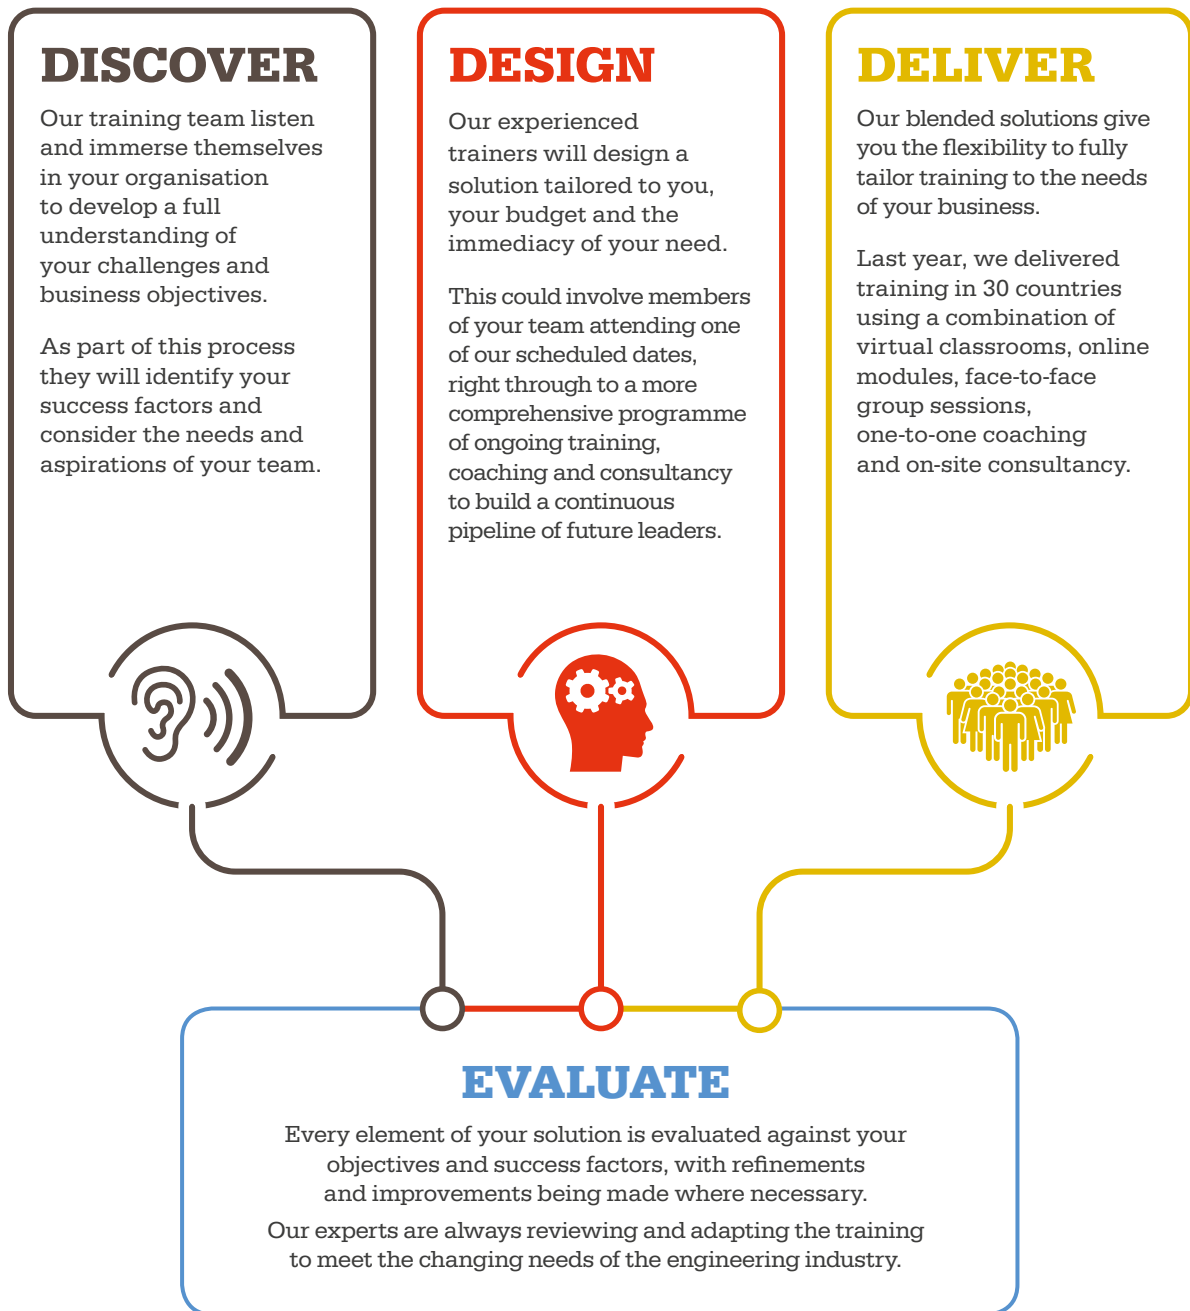 DISCOVER
Our training team listen
and immerse themselves
in your organisation
to develop a full
understanding of
your challenges and
business objectives.
As part of this process
they will identify your
success factors and
consider the needs and
aspirations of your team.
DESIGN
Our experienced
trainers will design a
solution tailored to you,
your budget and the
immediacy of your need.
This could involve members
of your team attending one
of our scheduled dates,
right through to a more
comprehensive programme
of ongoing training,
coaching and consultancy
to build a continuous
pipeline of future leaders.
DELIVER
Our blended solutions give
you the flexibility to fully
tailor training to the needs
of your business.
Last year, we delivered
training in 30 countries
using a combination of
virtual classrooms, online
modules, face-to-face
group sessions,
one-to-one coaching
and on-site consultancy.
EVALUATE
Every element of your solution is evaluated against your
objectives and success factors, with refinements
and improvements being made where necessary.
Our experts are always reviewing and adapting the training
to meet the changing needs of the engineering industry.